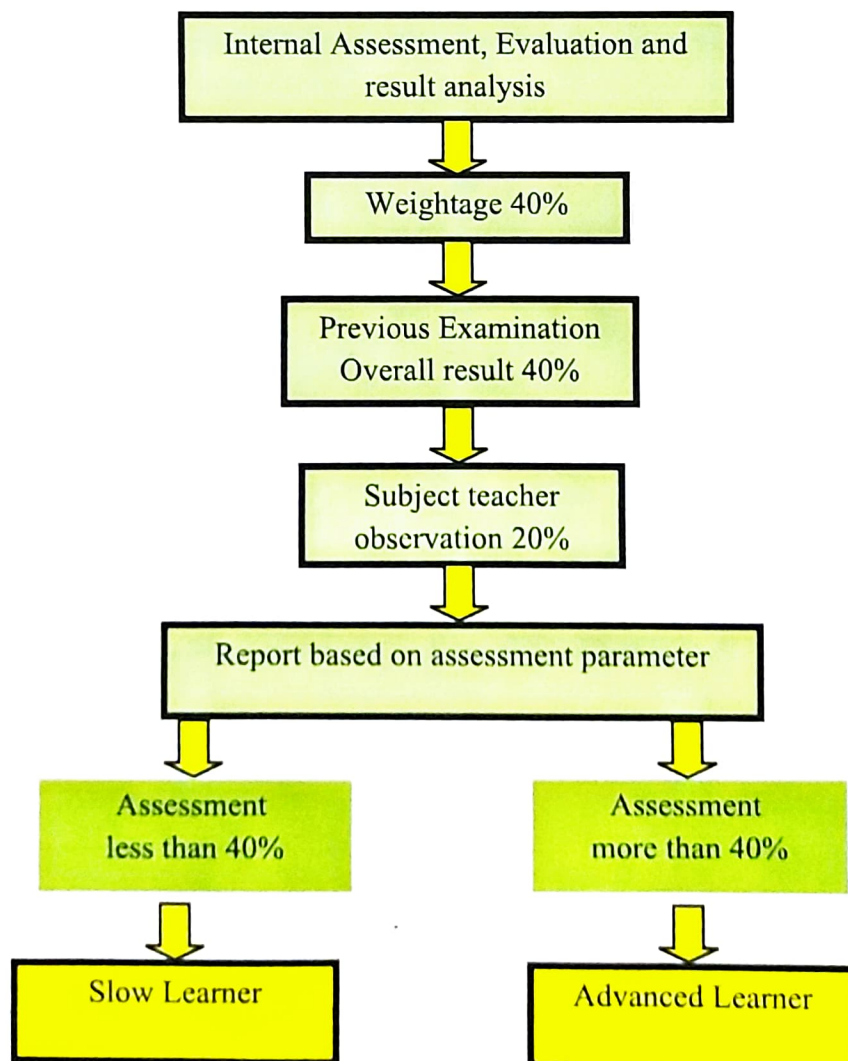 Internal Assessment, Evaluation and
result analysis
Weightage 40%
Previous Examination
Overall result 40%
Subject teacher
observation 20%
Report based on assessment parameter
Assessment
less than 40%
Assessment
more than 40%
Slow Learner
Advanced Learner